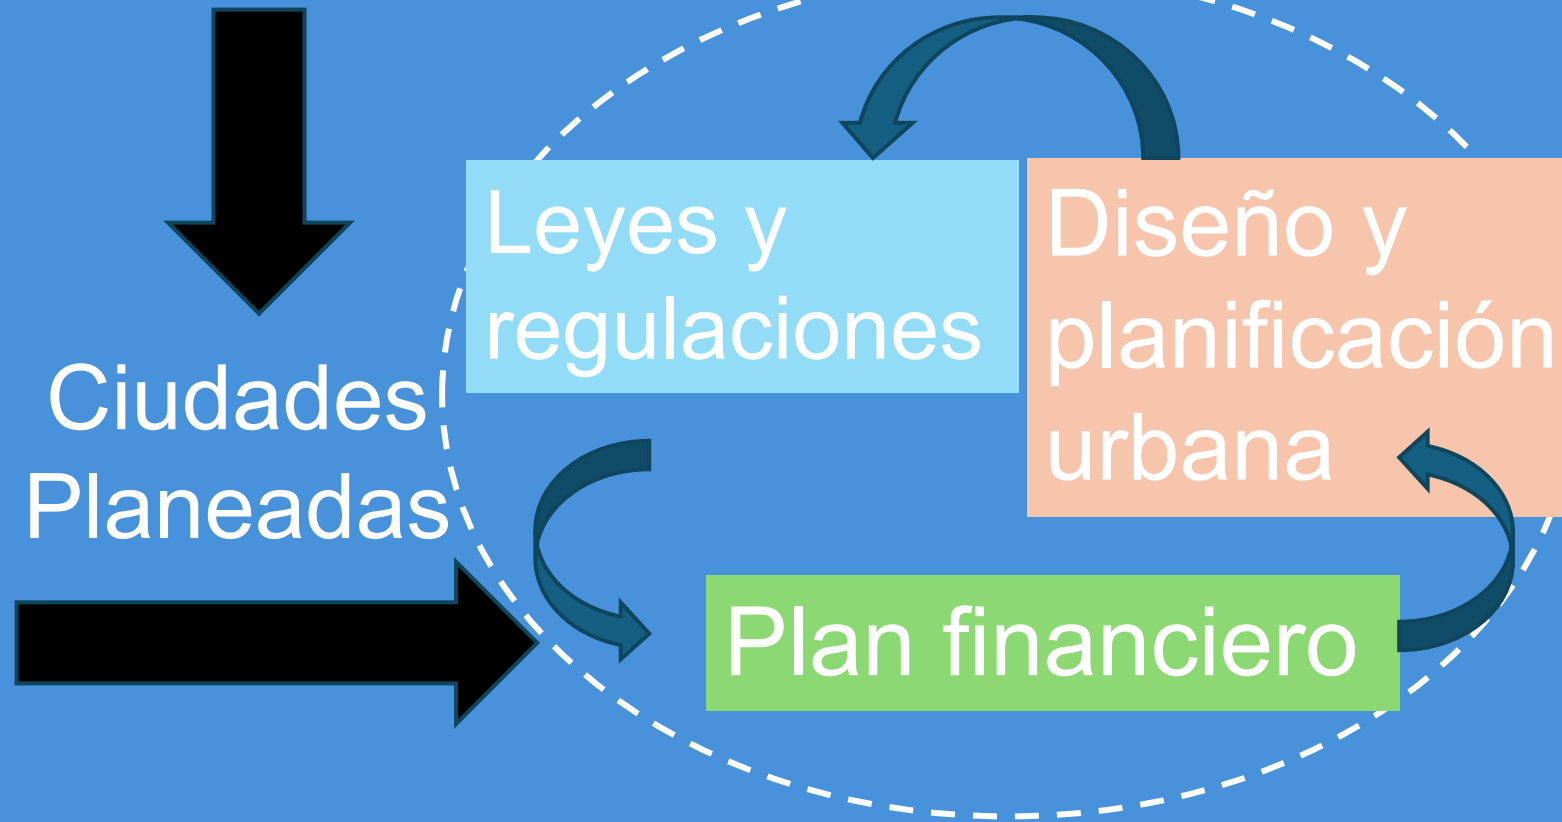 Leyes y
regulaciones
Diseño y
planificación
urbana
Ciudades
Planeadas
Plan financiero